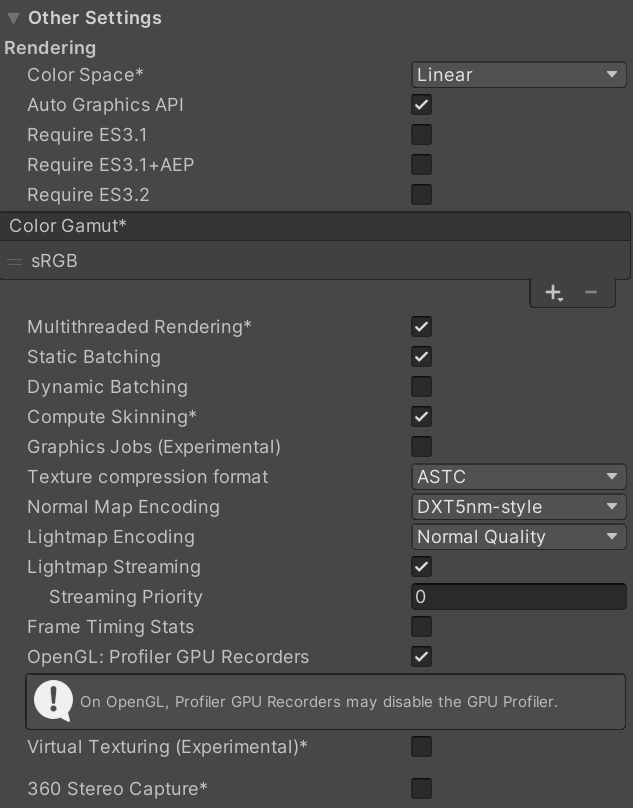 Other Settings
Rendering
Color Space* Linear
Auto Graphics API
Require ES3.1
Require ES3.1+AEP
Require ES3.2
Color Gamut*
sRGB
Multithreaded Rendering*
Static Batching
Dynamic Batching
Compute Skinning*
Graphics Jobs (Experimental)
Texture compression format ASTC
Normal Map Encoding DXT5nm-style
Lightmap Encoding Normal Quality
Lightmap Streaming
Streaming Priority 0
Frame Timing Stats
OpenGL: Profiler GPU Recorders
On OpenGL, Profiler GPU Recorders may disable the GPU Profiler.
Virtual Texturing (Experimental)*
360 Stereo Capture*